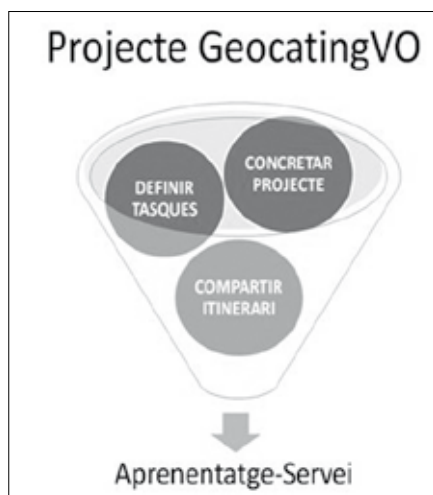 Projecte GeocatingVO
DEFINIR
TASQUES
CONCRETAR
PROJECTE
COMPARTIR
ITINERARI
Aprenentatge-Servei